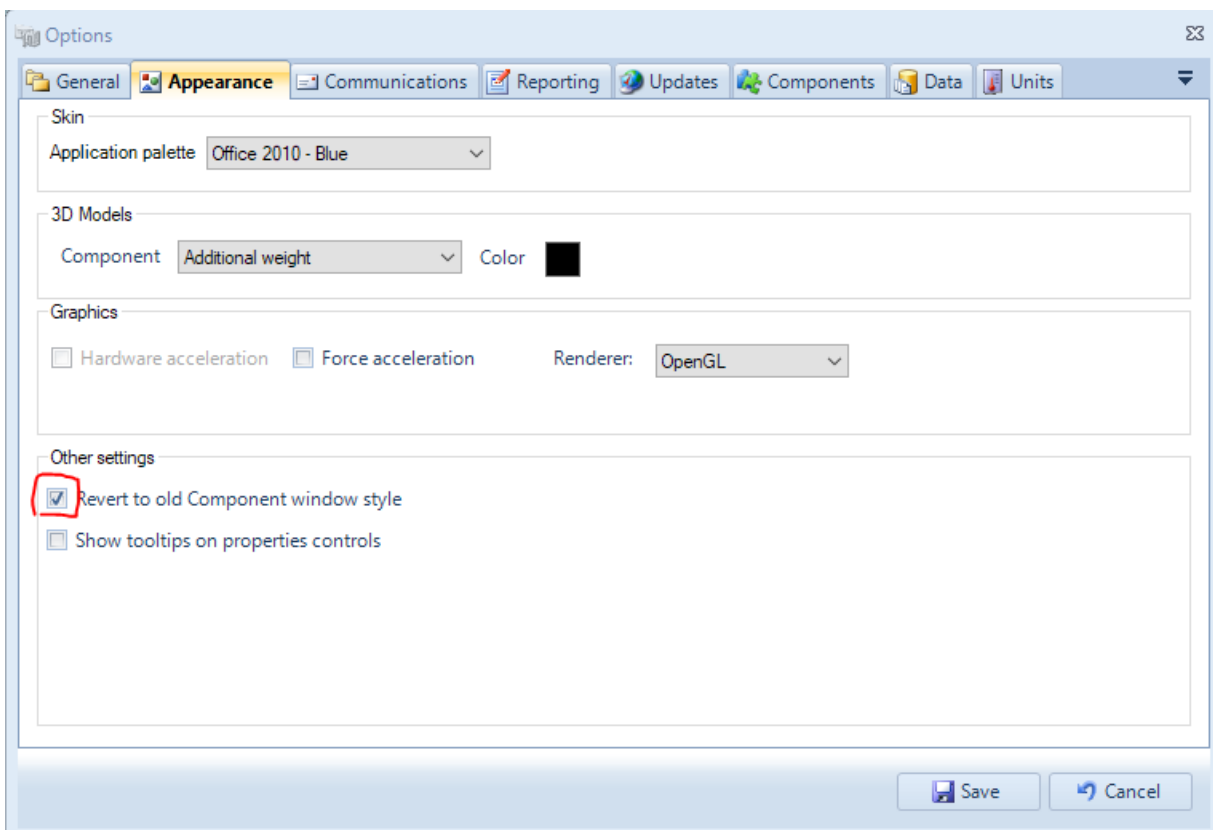 Options
General Appearance Communications Reporting Updates Components Data Units
Skin
Application palette Office 2010 - Blue
3D Models
Component Additional weight Color
Graphics
Hardware acceleration Force acceleration Renderer: OpenGL
Other settings
Revert to old Component window style
Show tooltips on properties controls
Save Cancel